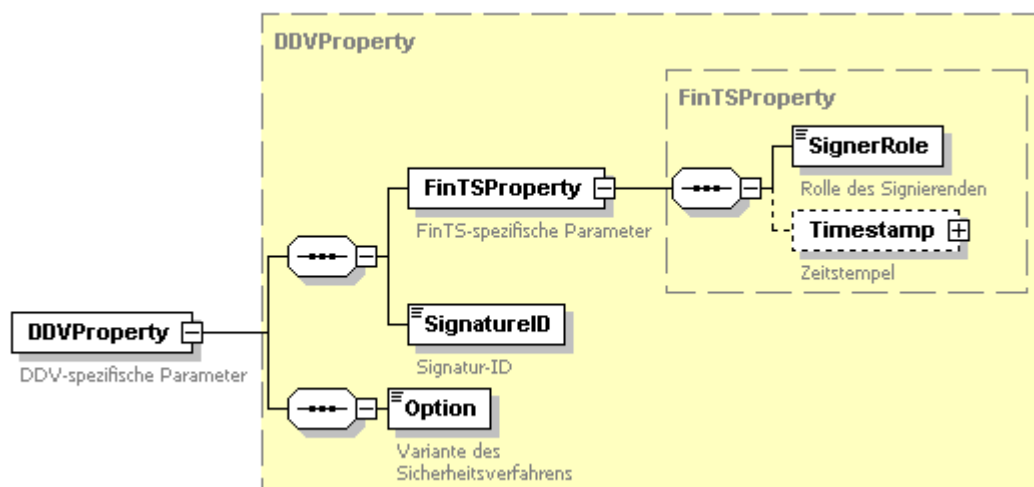 DDVProperty
FinTSProperty
SignerRole
Rolle des Signierenden
FinTSProperty
FinTS-spezifische Parameter
Timestamp
Zeitstempel
SignatureID
Signatur-ID
DDVProperty
DDV-spezifische Parameter
Option
Variante des
Sicherheitsverfahrens